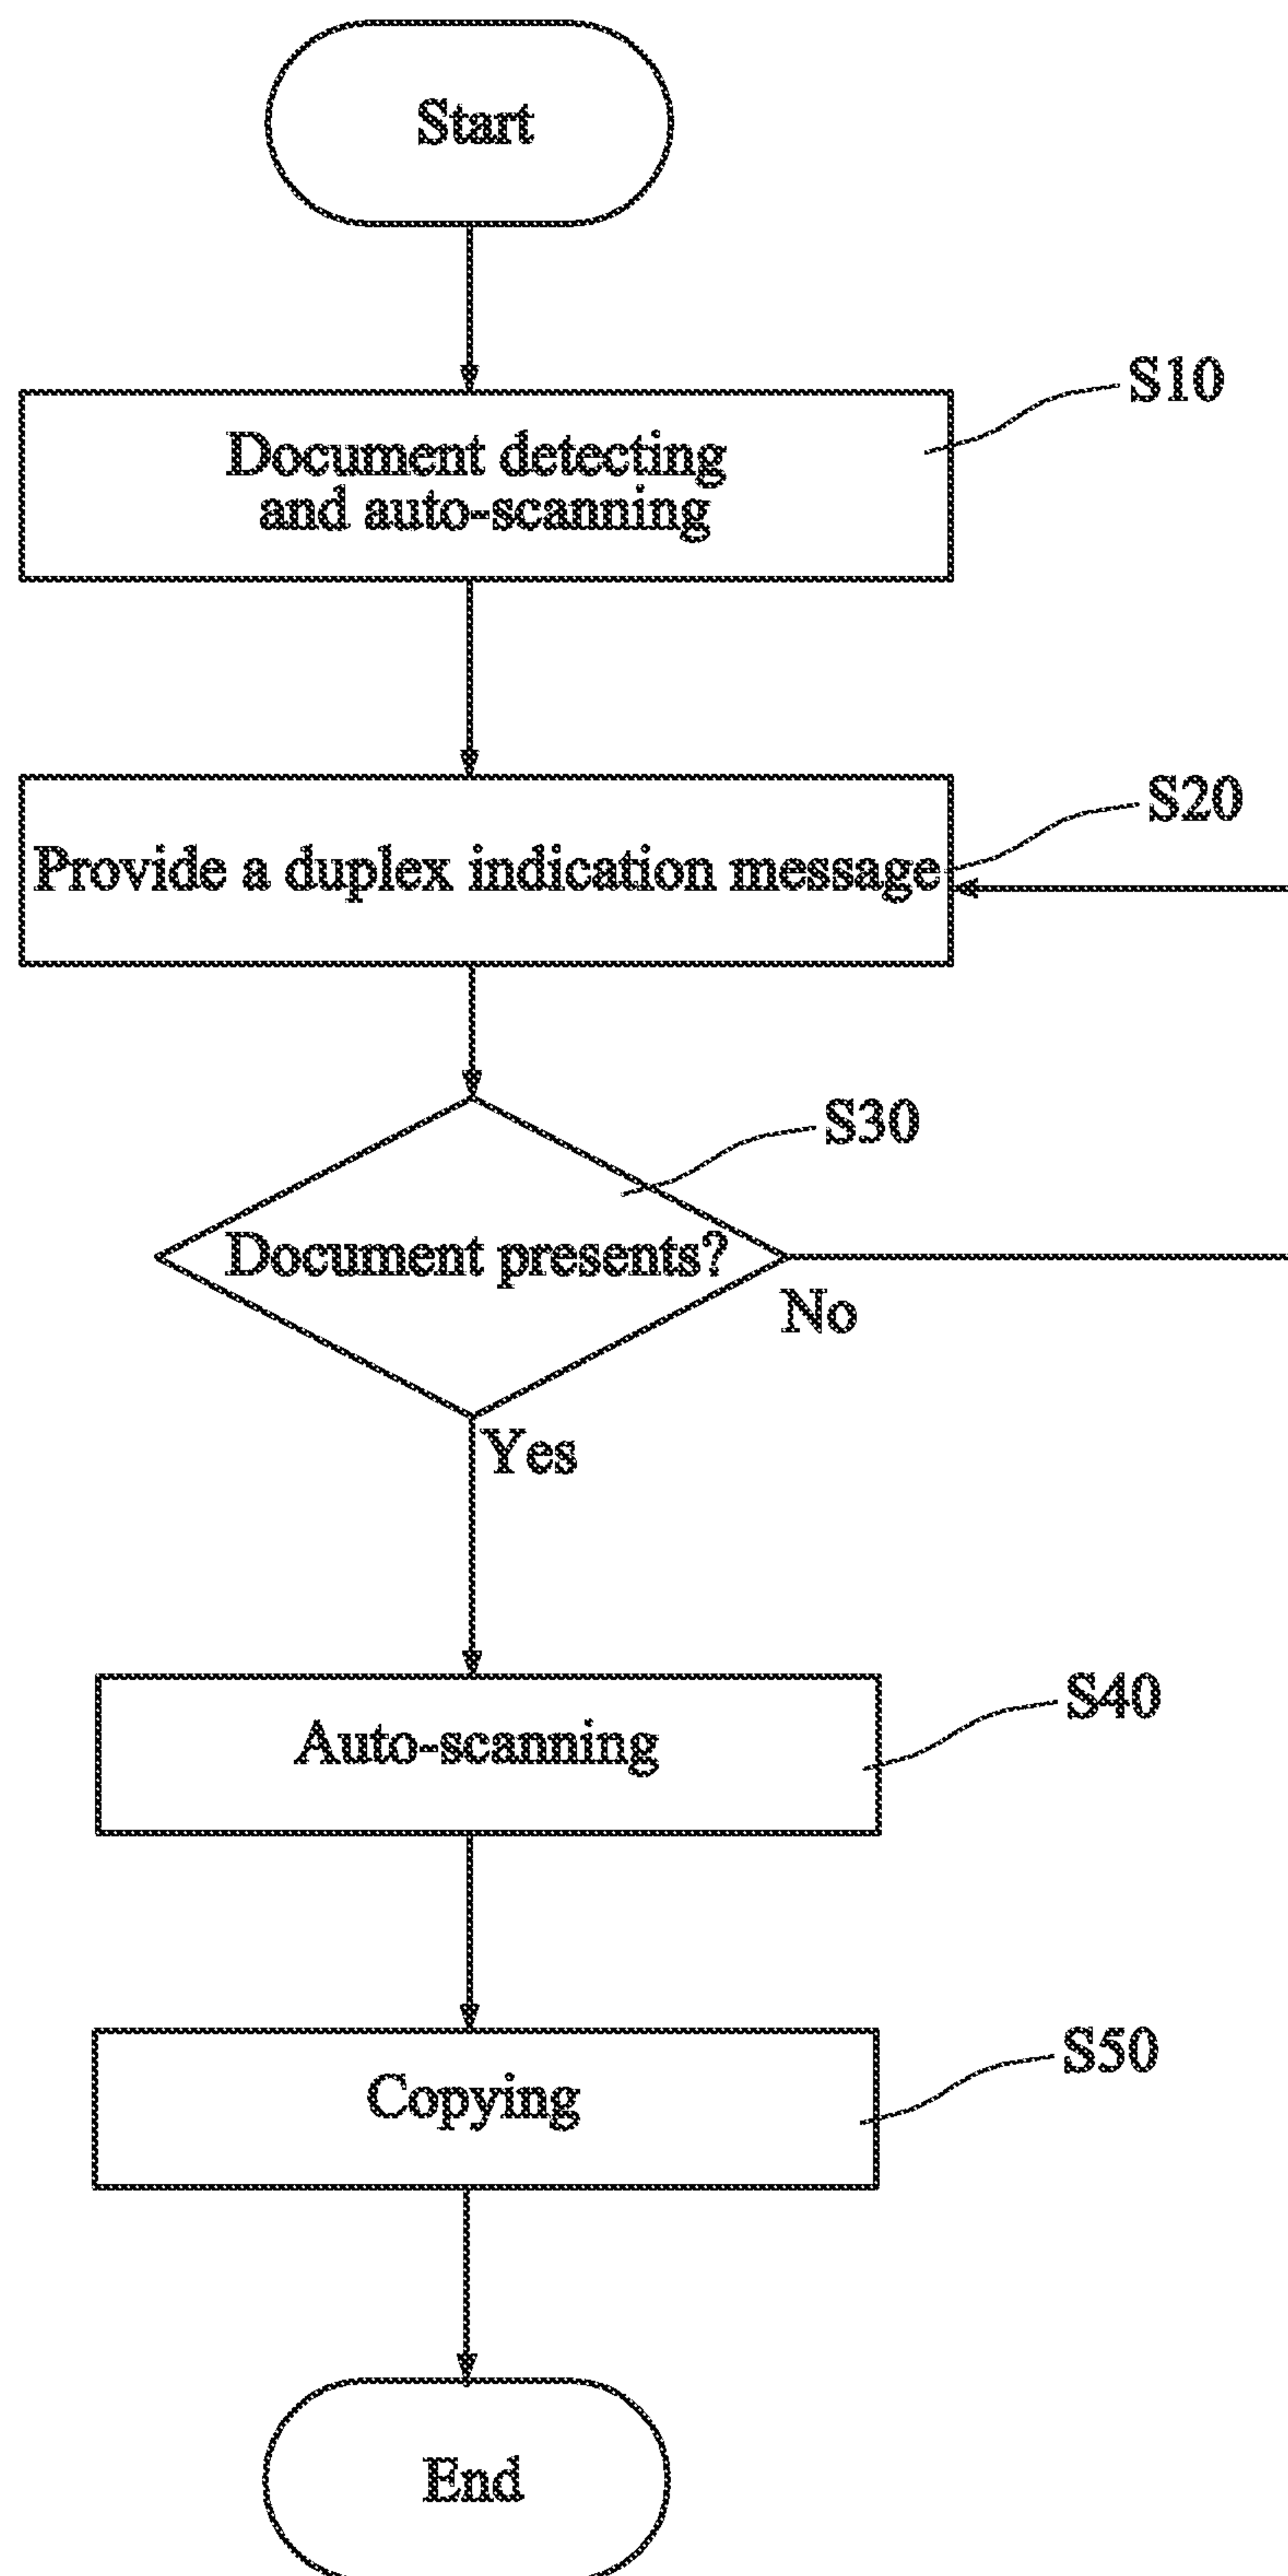 Start
S10
Document detecting
and auto-scanning
S20
Provide a duplex indication message
S30
Document presents?
No
Yes
S40
Auto-scanning
S50
Copying
End